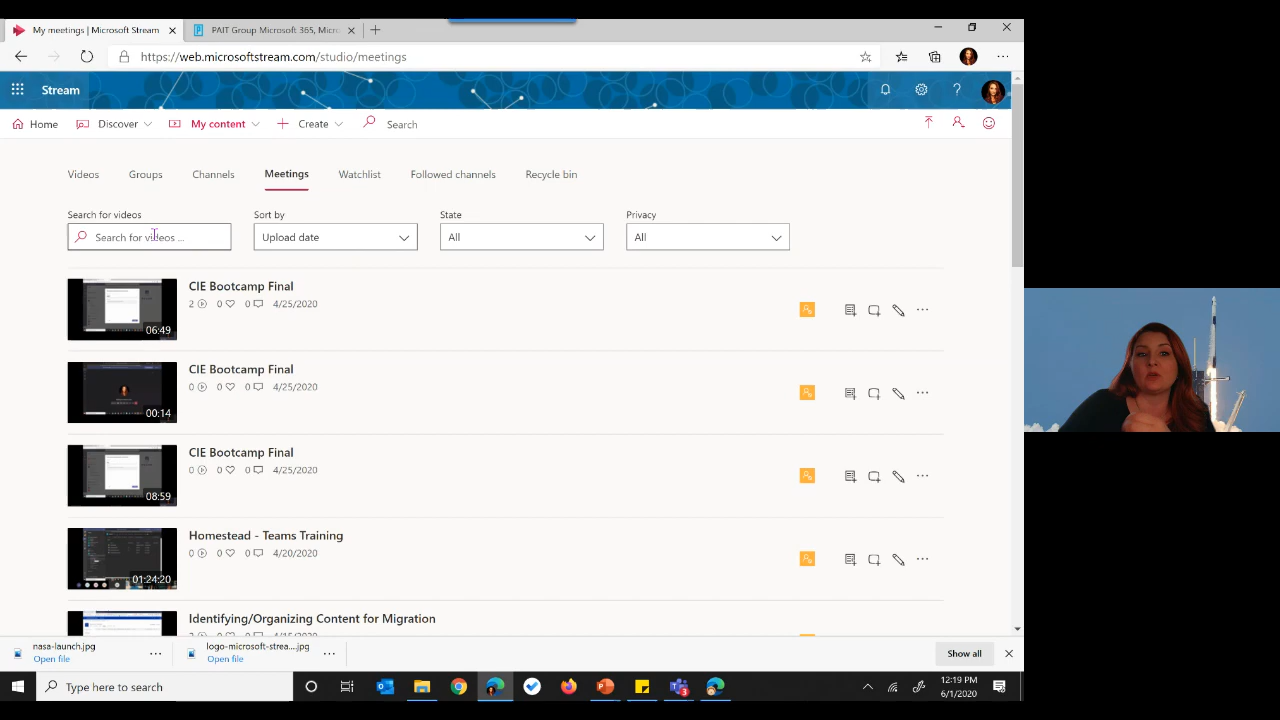 My meetings | Microsoft Stream
PAIT Group Microsoft 365, Micro
https://web.microsoftstream.com/studio/meetings
Stream
Home
Discover
My content
Create
Search
Videos
Groups
Channels
Meetings
Watchlist
Followed channels
Recycle bin
Search for videos
Sort by
State
Privacy
Search for videos ...
Upload date
All
All
CIE Bootcamp Final
2 0 0 4/25/2020
06:49
CIE Bootcamp Final
0 0 0 4/25/2020
00:14
CIE Bootcamp Final
0 0 0 4/25/2020
08:59
Homestead - Teams Training
0 0 0 4/20/2020
01:24:20
Identifying/Organizing Content for Migration
nasa-launch.jpg
Open file
logo-microsoft-strea....jpg
Open file
Show all
Type here to search
12:19 PM
6/1/2020